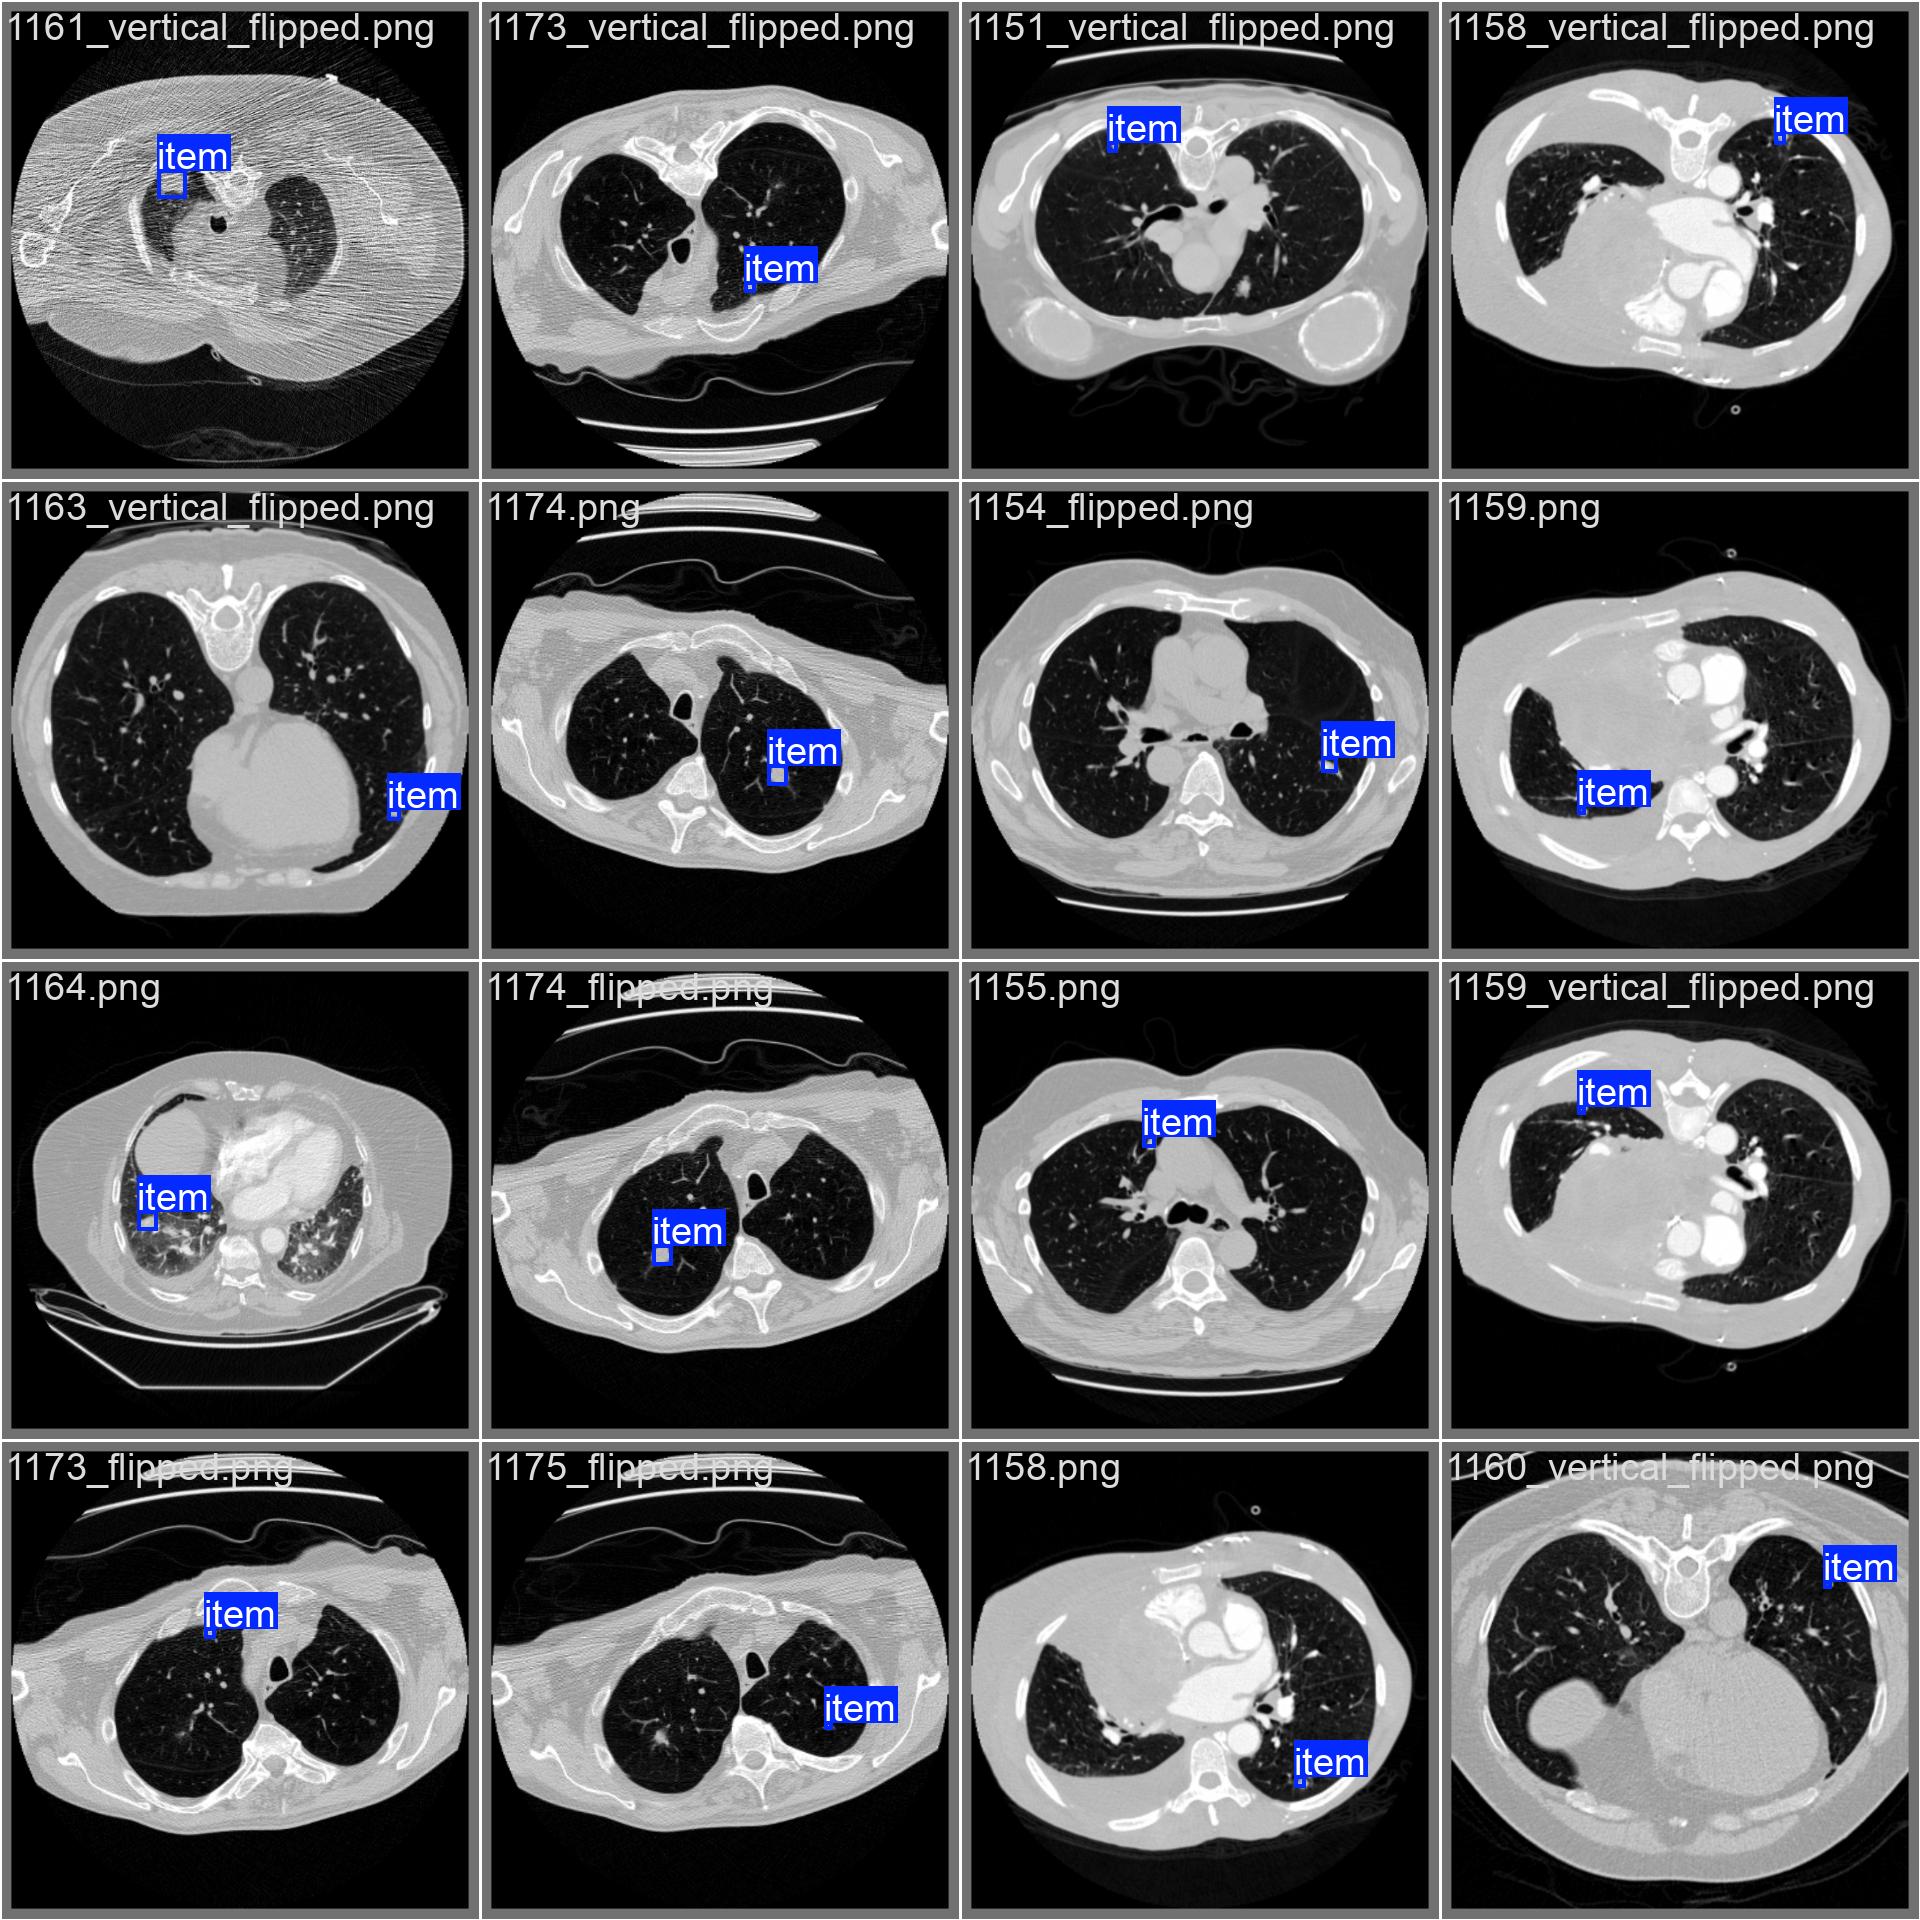 1161_vertical_flipped.png
item
1173_vertical_flipped.png
item
1151_vertical_flipped.png
item
1158_vertical_flipped.png
item
1163_vertical_flipped.png
item
1174.png
item
1154_flipped.png
item
1159.png
item
1164.png
item
1174_flipped.png
item
1155.png
item
1159_vertical_flipped.png
item
1173_flipped.png
item
1175_flipped.png
item
1158.png
item
1160_vertical_flipped.png
item